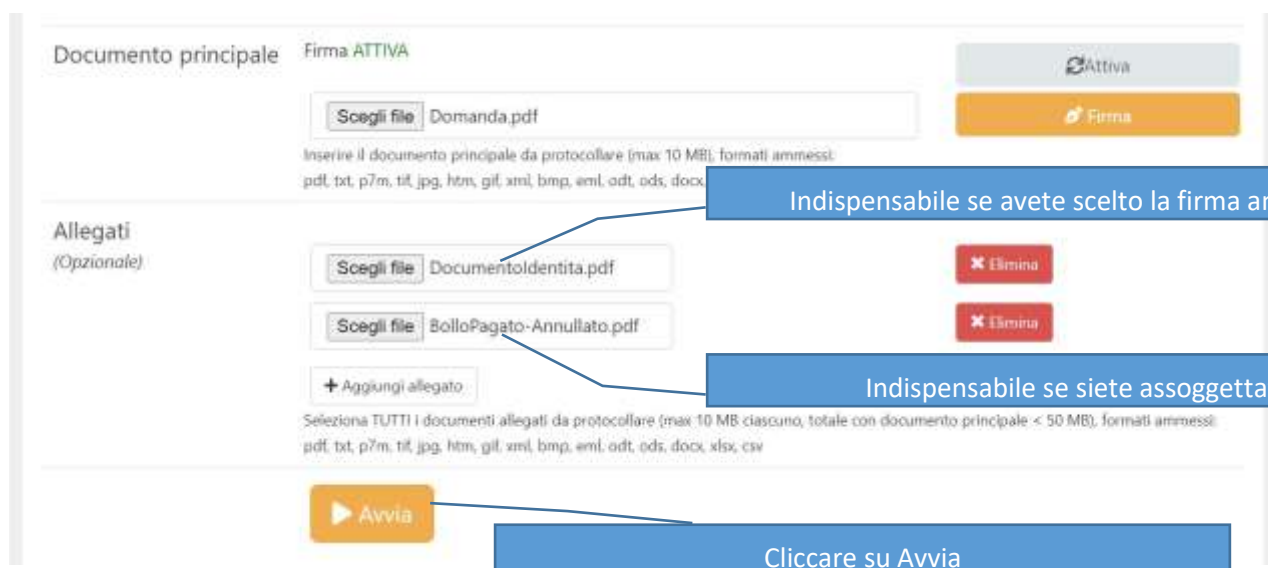 Documento principale
Firma ATTIVA
Attiva
Scegli file Domanda.pdf
Firma
Inserire il documento principale da protocollare (max 10 MB), formati ammessi:
pdf, txt, p7m, tif, jpg, htm, gif, xml, bmp, eml, odt, ods, docx,
Indispensabile se avete scelto la firma
Allegati
(Opzionale)
Scegli file DocumentoIdentita.pdf
Elimina
Scegli file BolloPagato-Annullato.pdf
Elimina
+ Aggiungi allegato
Indispensabile se siete assoggetta
Seleziona TUTTI i documenti allegati da protocollare (max 10 MB ciascuno, totale con documento principale < 50 MB), formati ammessi:
pdf, txt, p7m, tif, jpg, htm, gif, xml, bmp, eml, odt, ods, docx, xlsx, csv
Avvia
Cliccare su Avvia